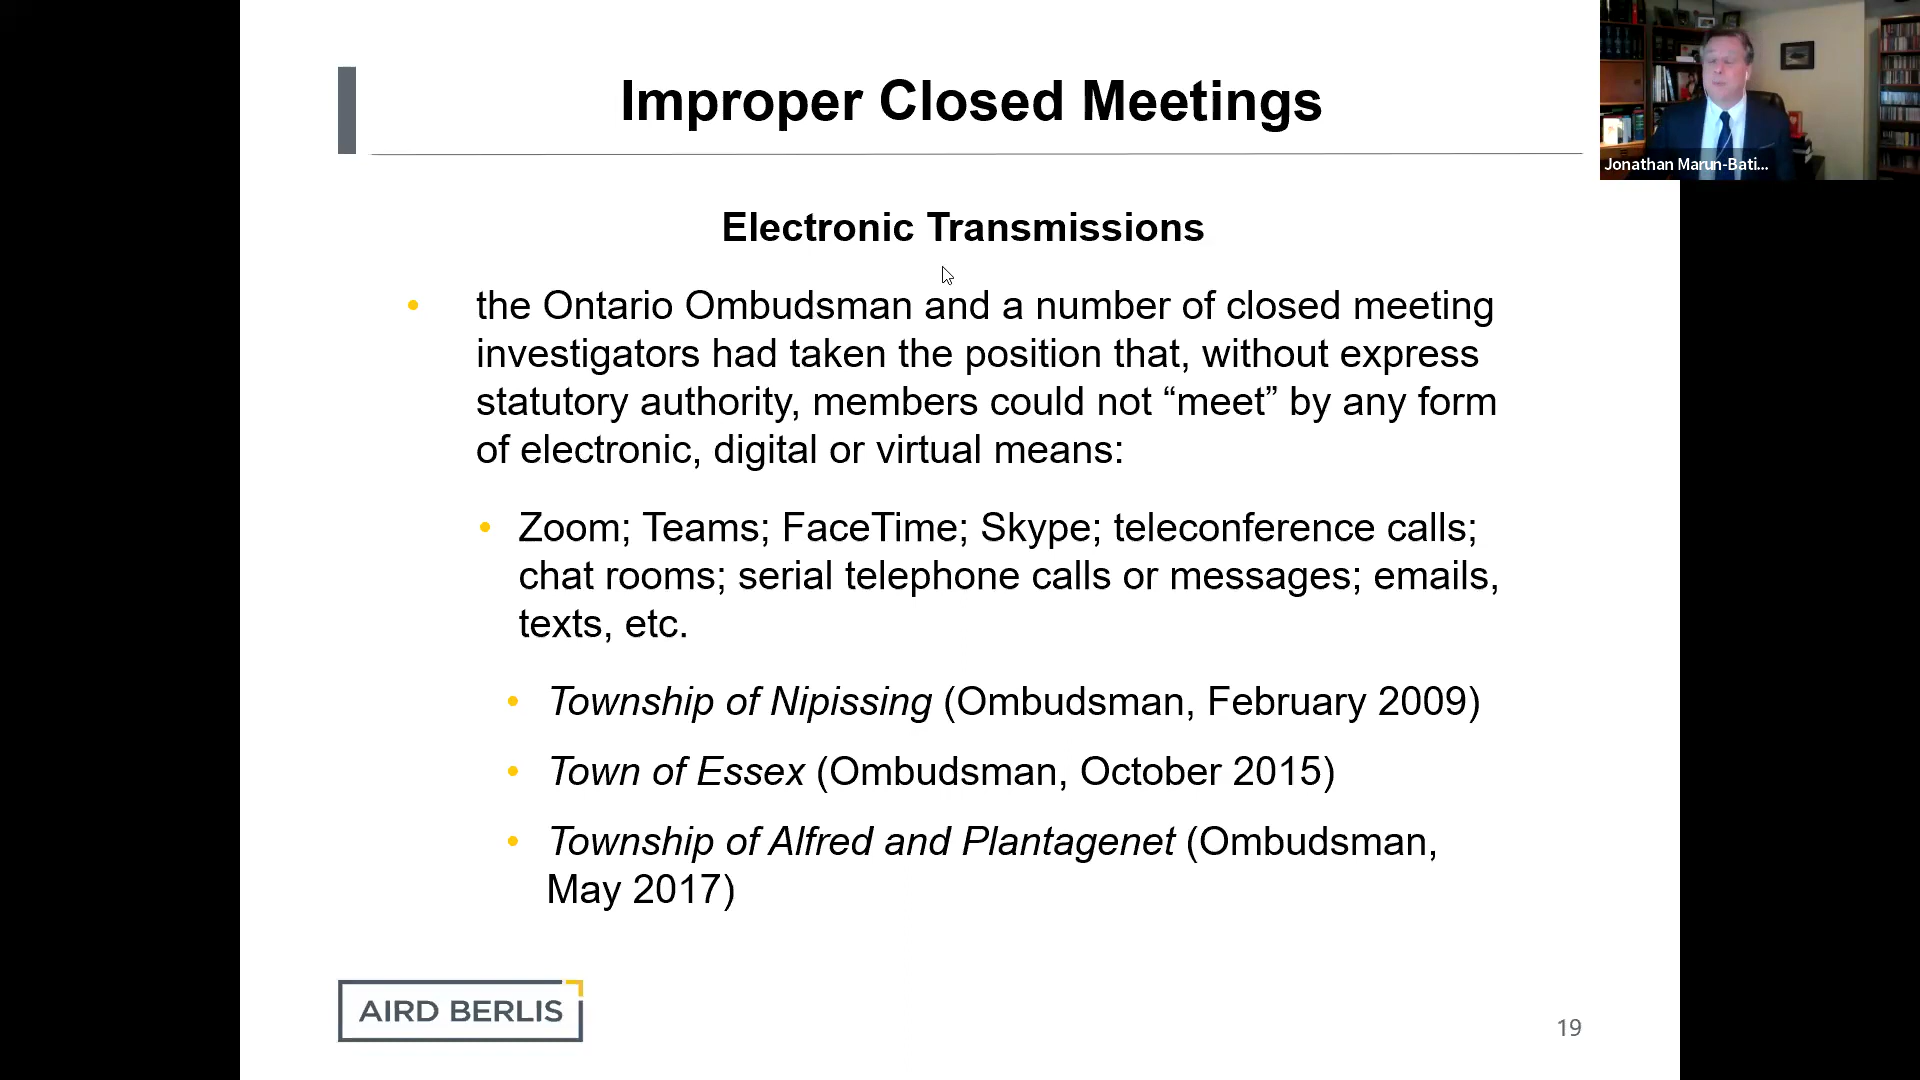 Improper Closed Meetings
Jonathan Marun-Bati...
Electronic Transmissions
• the Ontario Ombudsman and a number of closed meeting
investigators had taken the position that, without express
statutory authority, members could not “meet” by any form
of electronic, digital or virtual means:
• Zoom; Teams; FaceTime; Skype; teleconference calls;
chat rooms; serial telephone calls or messages; emails,
texts, etc.
• Township of Nipissing (Ombudsman, February 2009)
• Town of Essex (Ombudsman, October 2015)
• Township of Alfred and Plantagenet (Ombudsman,
May 2017)
AIRD BERLIS
19